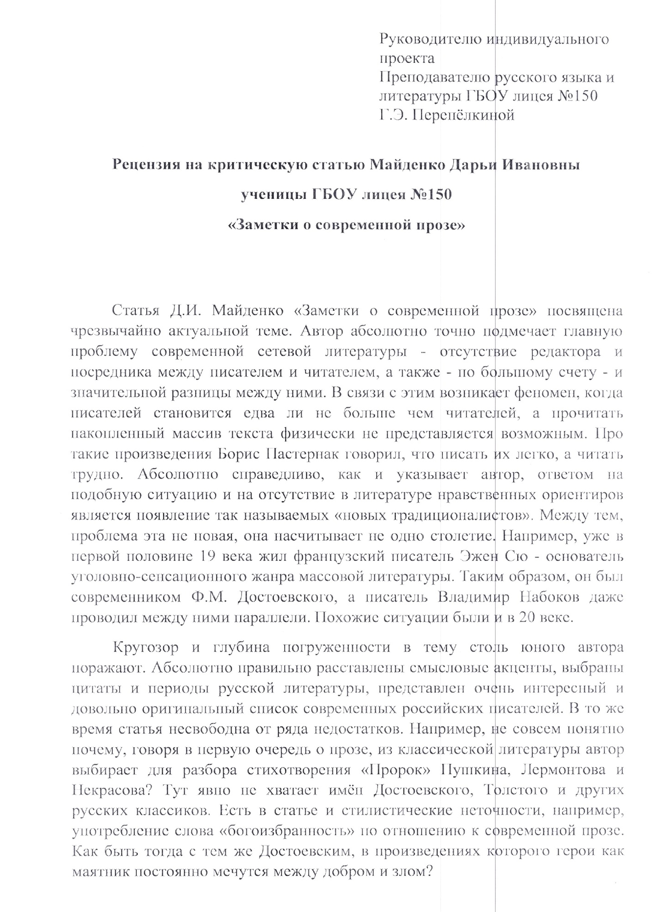 Руководителю индивидуального
проекта
Преподавателю русского языка и
литературы ГБОУ лицея №150
Г.Э. Перепёлкиной
Рецензия на критическую статью Майденко Дарьи Ивановны
ученицы ГБОУ лицея №150
«Заметки о современной прозе»
Статья Д.И. Майденко «Заметки о современной прозе» посвящена
чрезвычайно актуальной теме. Автор абсолютно точно подмечает главную
проблему современной сетевой литературы - отсутствие редактора и
посредника между писателем и читателем, а также - по большому счету - и
значительной разницы между ними. В связи с этим возникает феномен, когда
писателей становится едва ли не больше чем читателей, а прочитать
накопленный массив текста физически не представляется возможным. Про
такие произведения Борис Пастернак говорил, что писать их легко, а читать
трудно. Абсолютно справедливо, как и указывает автор, ответом на
подобную ситуацию и на отсутствие в литературе нравственных ориентиров
является появление так называемых «новых традиционалистов». Между тем,
проблема эта не новая, она насчитывает не одно столетие. Например, уже в
первой половине 19 века жил французский писатель Эжен Сю - основатель
уголовно-сенсационного жанра массовой литературы. Таким образом, он был
современником Ф.М. Достоевского, а писатель Владимир Набоков даже
проводил между ними параллели. Похожие ситуации были и в 20 веке.
Кругозор и глубина погруженности в тему столь юного автора
поражают. Абсолютно правильно расставлены смысловые акценты, выбраны
цитаты и периоды русской литературы, представлен очень интересный и
довольно оригинальный список современных российских писателей. В то же
время статья несвободна от ряда недостатков. Например, не совсем понятно
почему, говоря в первую очередь о прозе, из классической литературы автор
выбирает для разбора стихотворения «Пророк» Пушкина, Лермонтова и
Некрасова? Тут явно не хватает имён Достоевского, Толстого и других
русских классиков. Есть в статье и стилистические неточности, например,
употребление слова «богоизбранность» по отношению к современной прозе.
Как быть тогда с тем же Достоевским, в произведениях которого герои как
маятник постоянно мечутся между добром и злом?